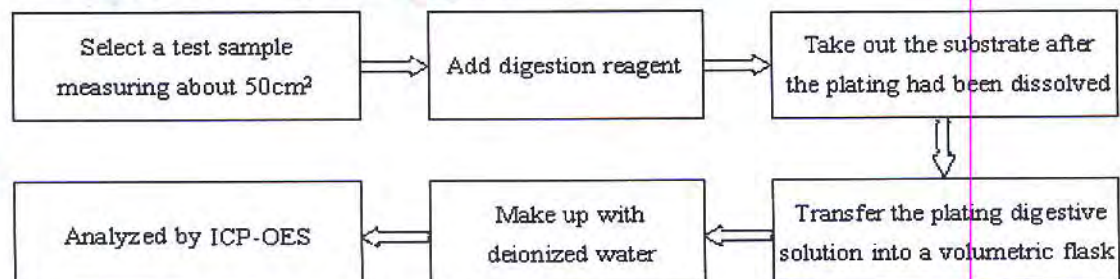 Select a test sample
measuring about 50cm²
Add digestion reagent
Take out the substrate after
the plating had been dissolved
Transfer the plating digestive
solution into a volumetric flask
Make up with
deionized water
Analyzed by ICP-OES